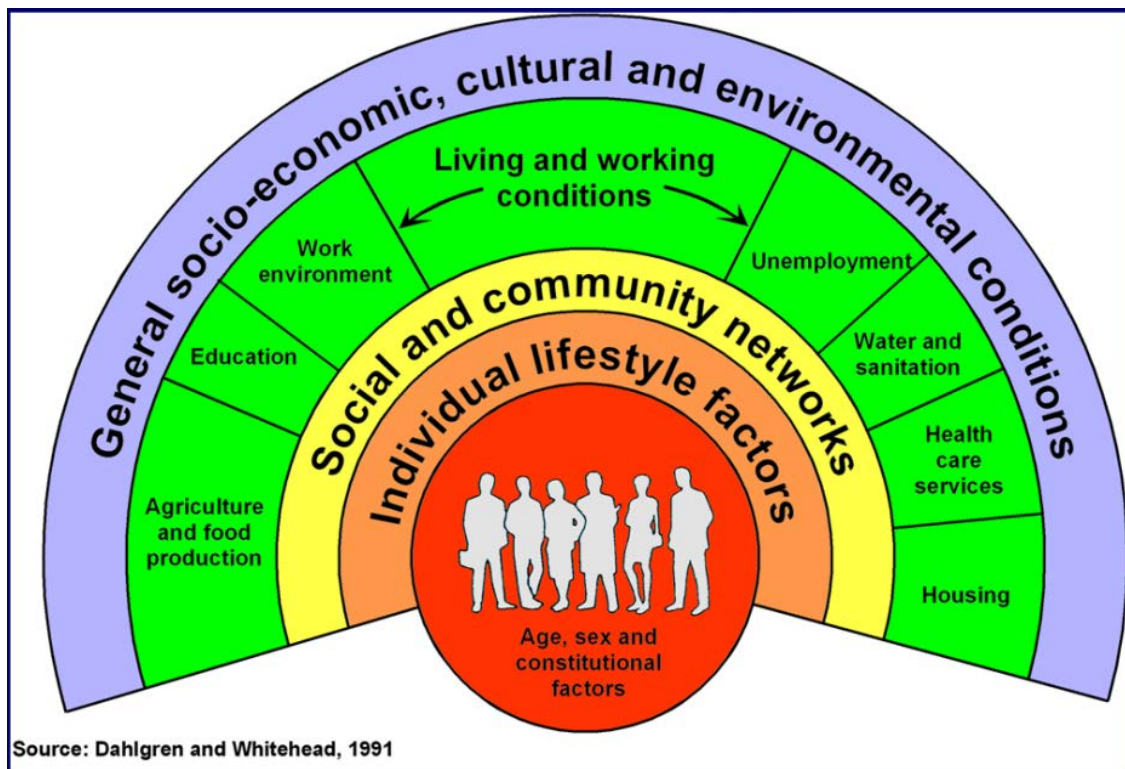 General socio-economic, cultural and environmental conditions
Living and working
conditions
Work
environment
Education
Agriculture
and food
production
Unemployment
Water and
sanitation
Health
care
services
Housing
Social and community networks
Individual lifestyle factors
Age, sex and
constitutional
factors
Source: Dahlgren and Whitehead, 1991